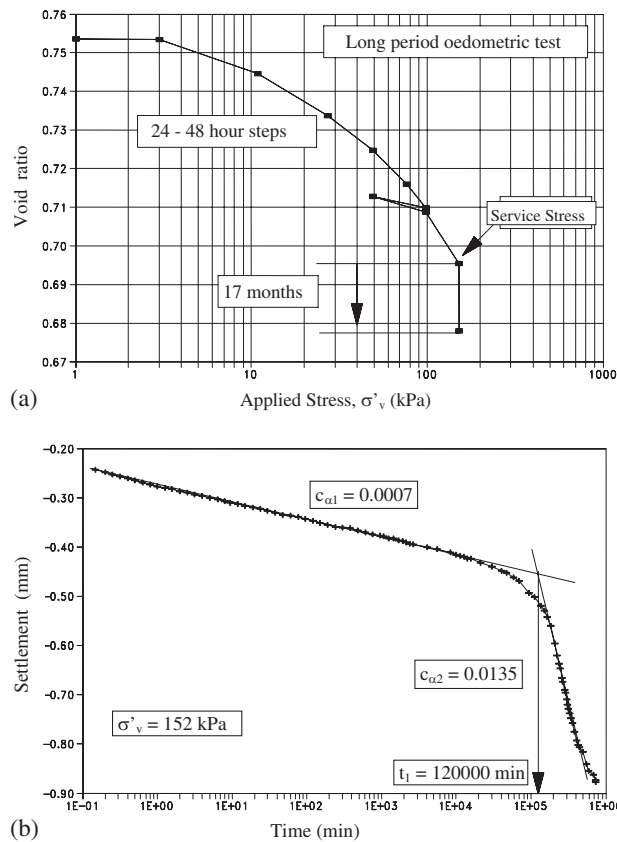 0.76
0.75
0.74
0.73
0.72
0.71
0.70
0.69
0.68
0.67
Void ratio
Long period oedometric test
24 - 48 hour steps
Service Stress
17 months
1
10
100
1000
(a)
Applied Stress, σ'v (kPa)
-0.20
-0.30
-0.40
-0.50
-0.60
-0.70
-0.80
-0.90
Settlement (mm)
cα1 = 0.0007
cα2 = 0.0135
σ'v = 152 kPa
t1 = 120000 min
1E-01
1E+00
1E+01
1E+02
1E+03
1E+04
1E+05
1E+06
(b)
Time (min)